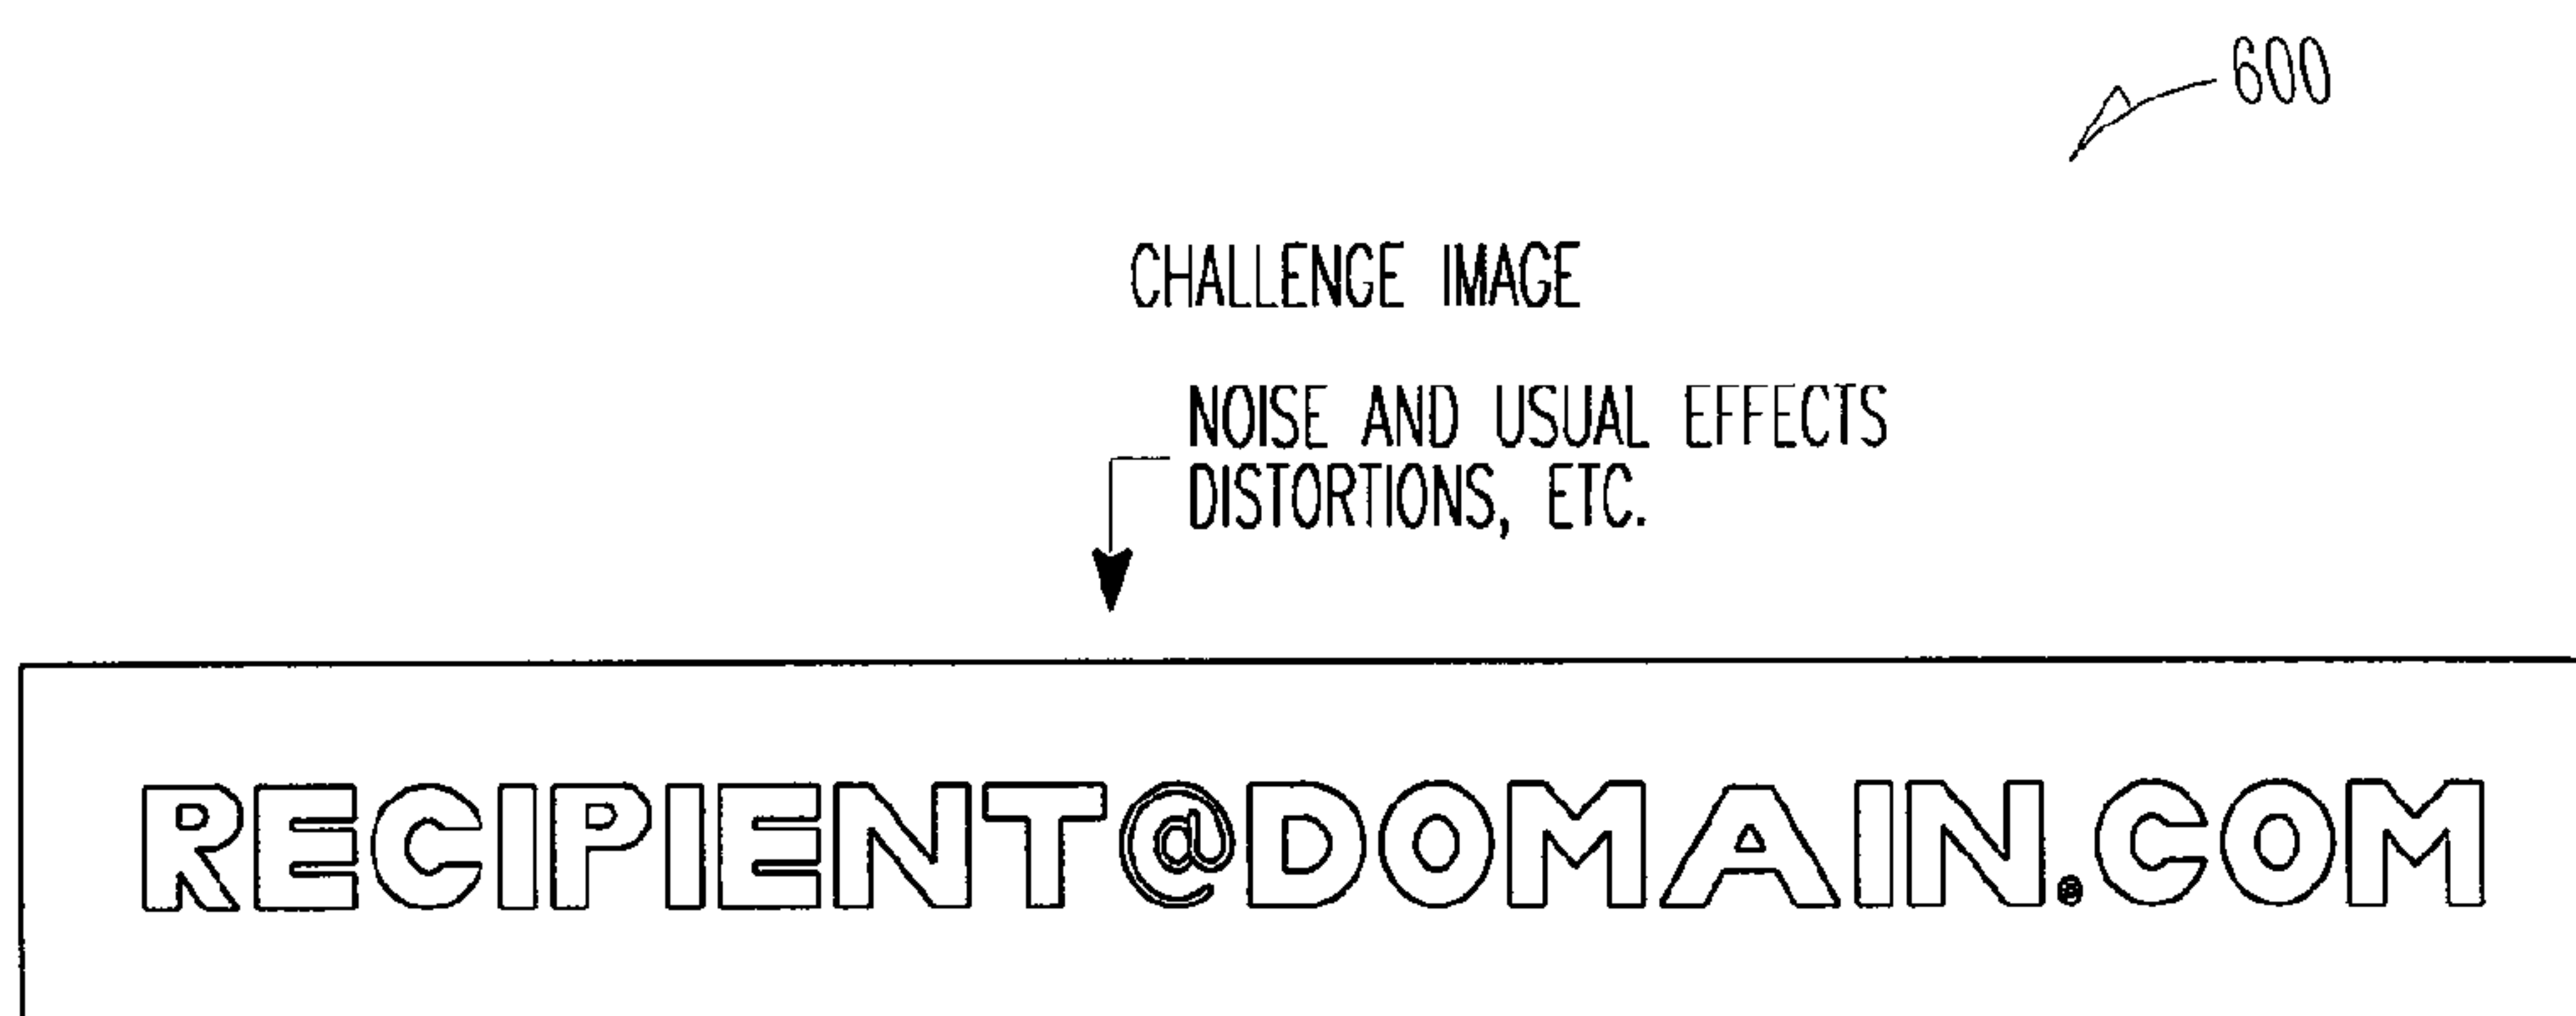 600
CHALLENGE IMAGE
NOISE AND USUAL EFFECTS
DISTORTIONS, ETC.
RECIPIENT@DOMAIN.COM